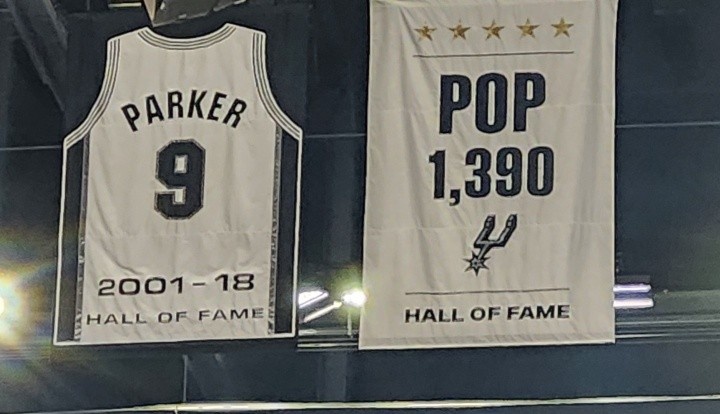 PARKER
9
2001-18
HALL OF FAME
POP
1,390
HALL OF FAME